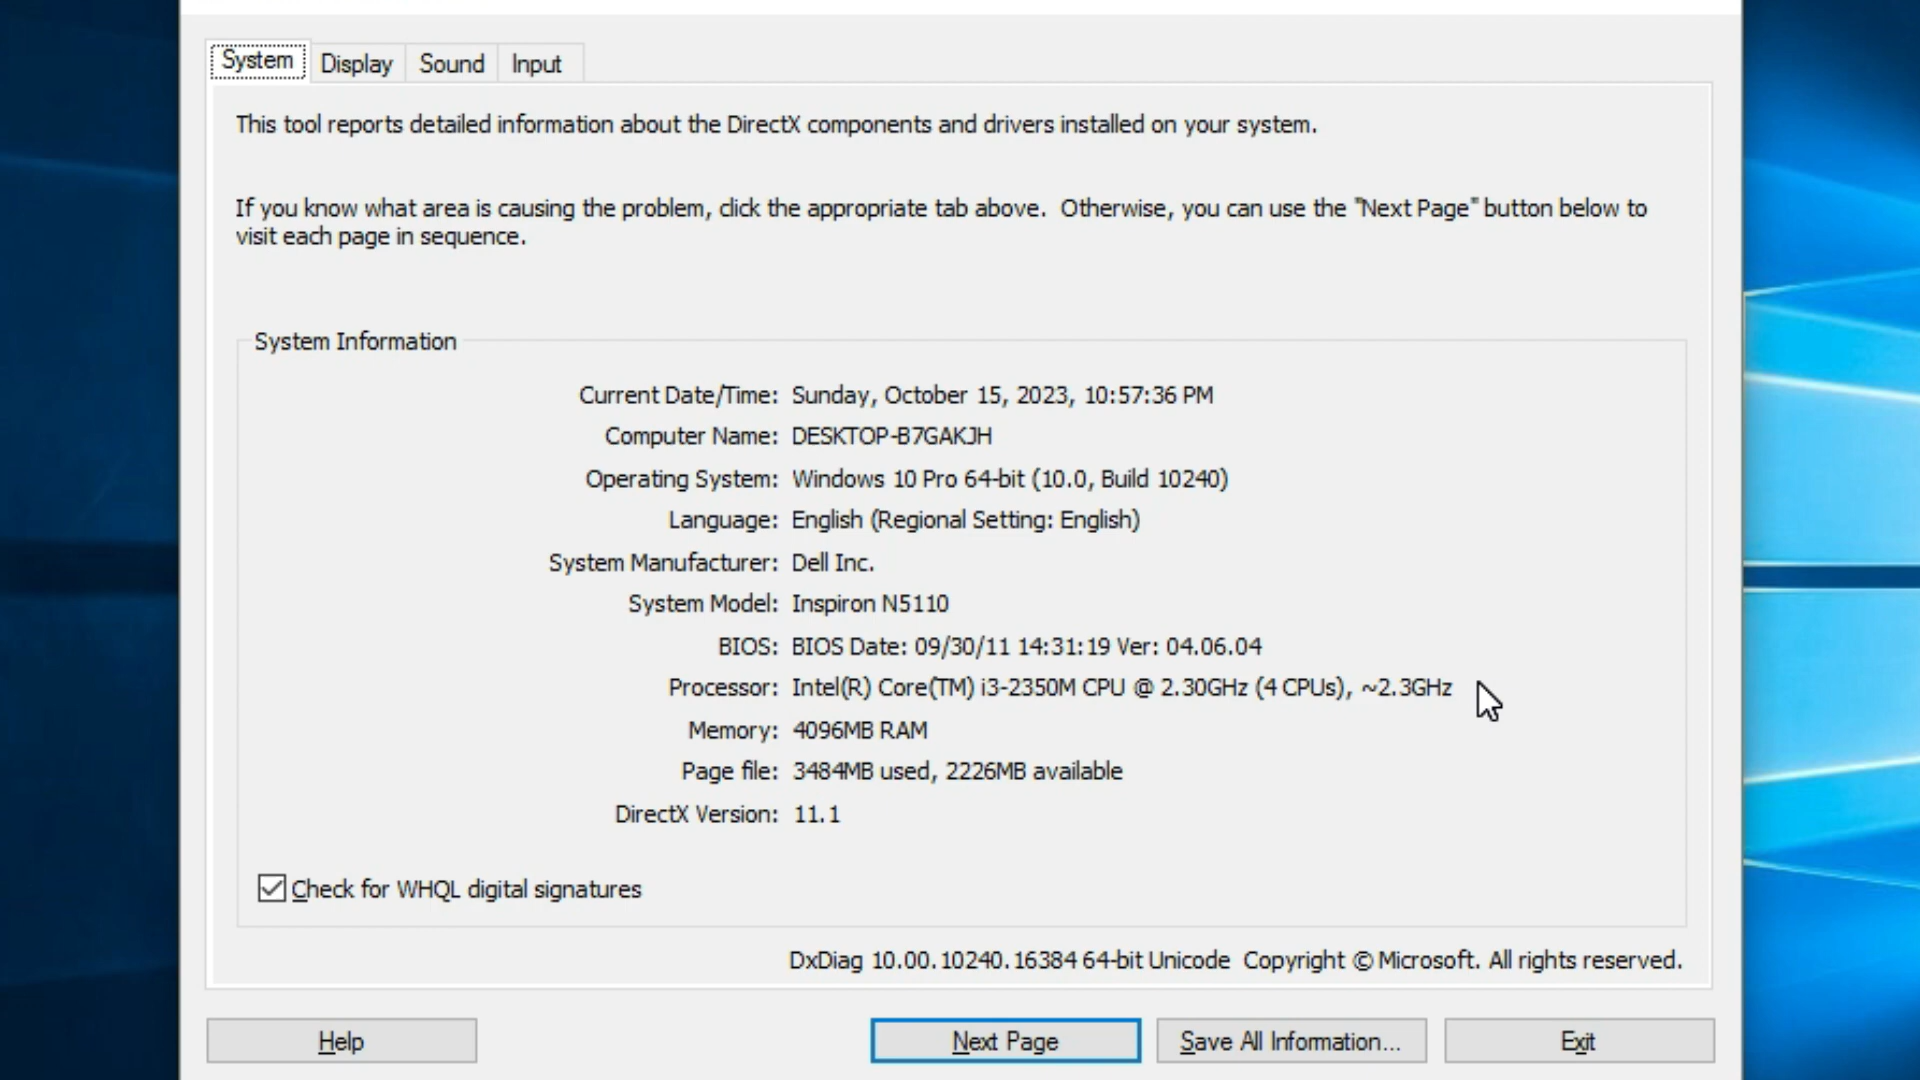 System Display Sound Input
This tool reports detailed information about the DirectX components and drivers installed on your system.
If you know what area is causing the problem, click the appropriate tab above.  Otherwise, you can use the "Next Page" button below to
visit each page in sequence.
System Information
Current Date/Time: Sunday, October 15, 2023, 10:57:36 PM
Computer Name: DESKTOP-B7GAKJH
Operating System: Windows 10 Pro 64-bit (10.0, Build 10240)
Language: English (Regional Setting: English)
System Manufacturer: Dell Inc.
System Model: Inspiron N5110
BIOS: BIOS Date: 09/30/11 14:31:19 Ver: 04.06.04
Processor: Intel(R) Core(TM) i3-2350M CPU @ 2.30GHz (4 CPUs), ~2.3GHz
Memory: 4096MB RAM
Page file: 3484MB used, 2226MB available
DirectX Version: 11.1
Check for WHQL digital signatures
DxDiag 10.00.10240.16384 64-bit Unicode  Copyright © Microsoft. All rights reserved.
Help Next Page Save All Information... Exit